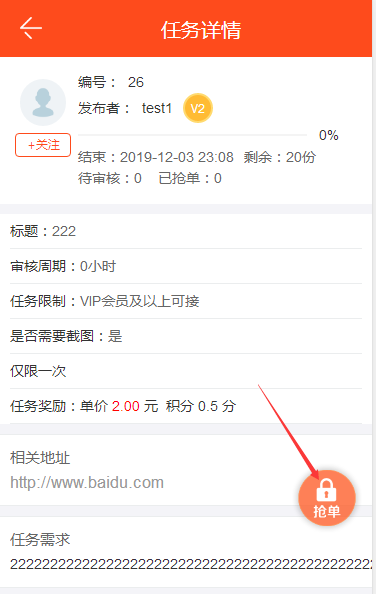 任务详情
编号： 26
发布者： test1 V2
0%
+关注
结束：2019-12-03 23:08 剩余：20份
待审核：0 已抢单：0
标题：222
审核周期：0小时
任务限制：VIP会员及以上可接
是否需要截图：是
仅限一次
任务奖励：单价 2.00 元 积分 0.5 分
相关地址
http://www.baidu.com
抢单
任务需求
2222222222222222222222222222222222222222222222